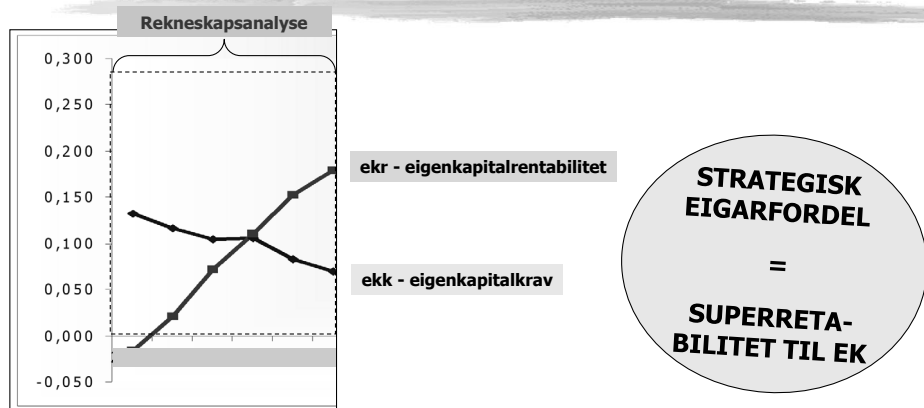 Rekneskapsanalyse
0,300
0,250
0,200
0,150
0,100
0,050
0,000
-0,050
ekr - eigenkapitalrentabilitet
ekk - eigenkapitalkrav
STRATEGISK
EIGARFORDEL
=
SUPERRETA-
BILITET TIL EK